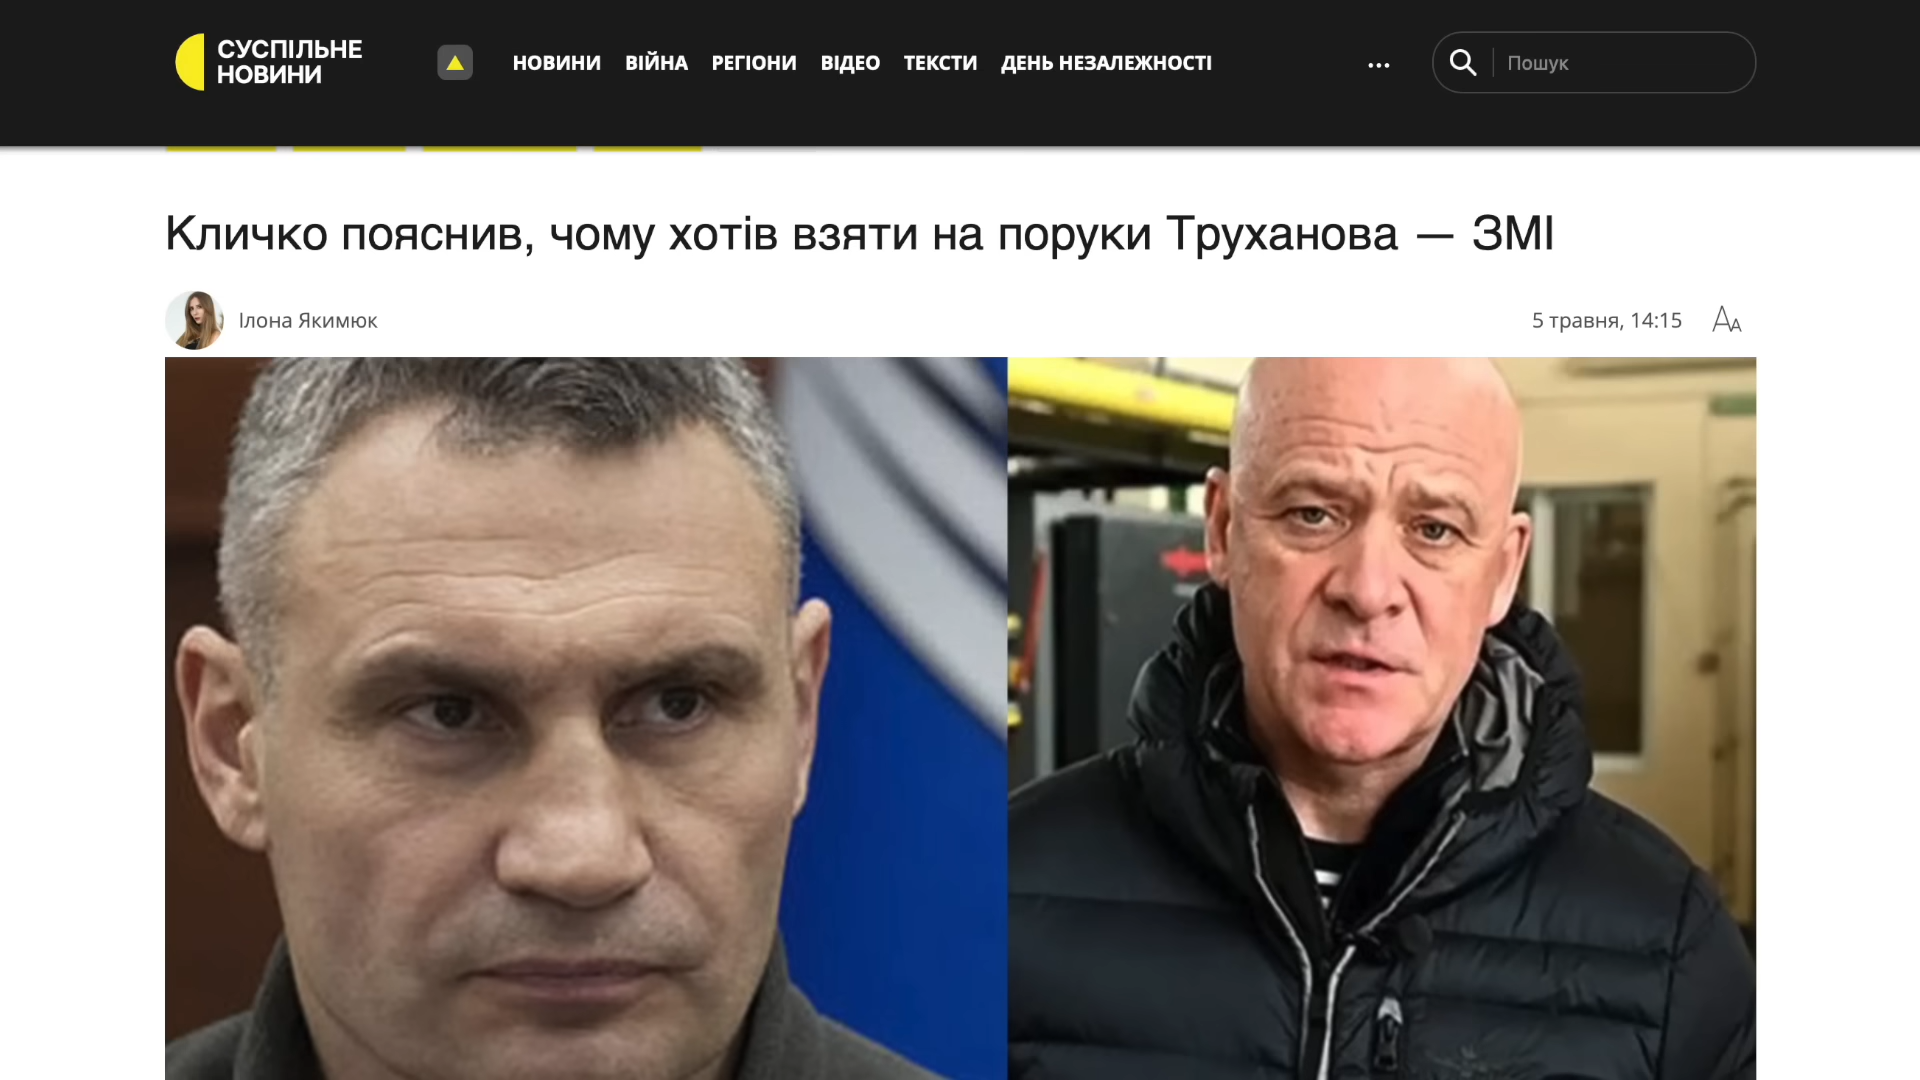 СУСПІЛЬНЕ
НОВИНИ
НОВИНИ ВІЙНА РЕГІОНИ ВІДЕО ТЕКСТИ ДЕНЬ НЕЗАЛЕЖНОСТІ ... Пошук
Кличко пояснив, чому хотів взяти на поруки Труханова — ЗМІ
Ілона Якимюк 5 травня, 14:15 AA